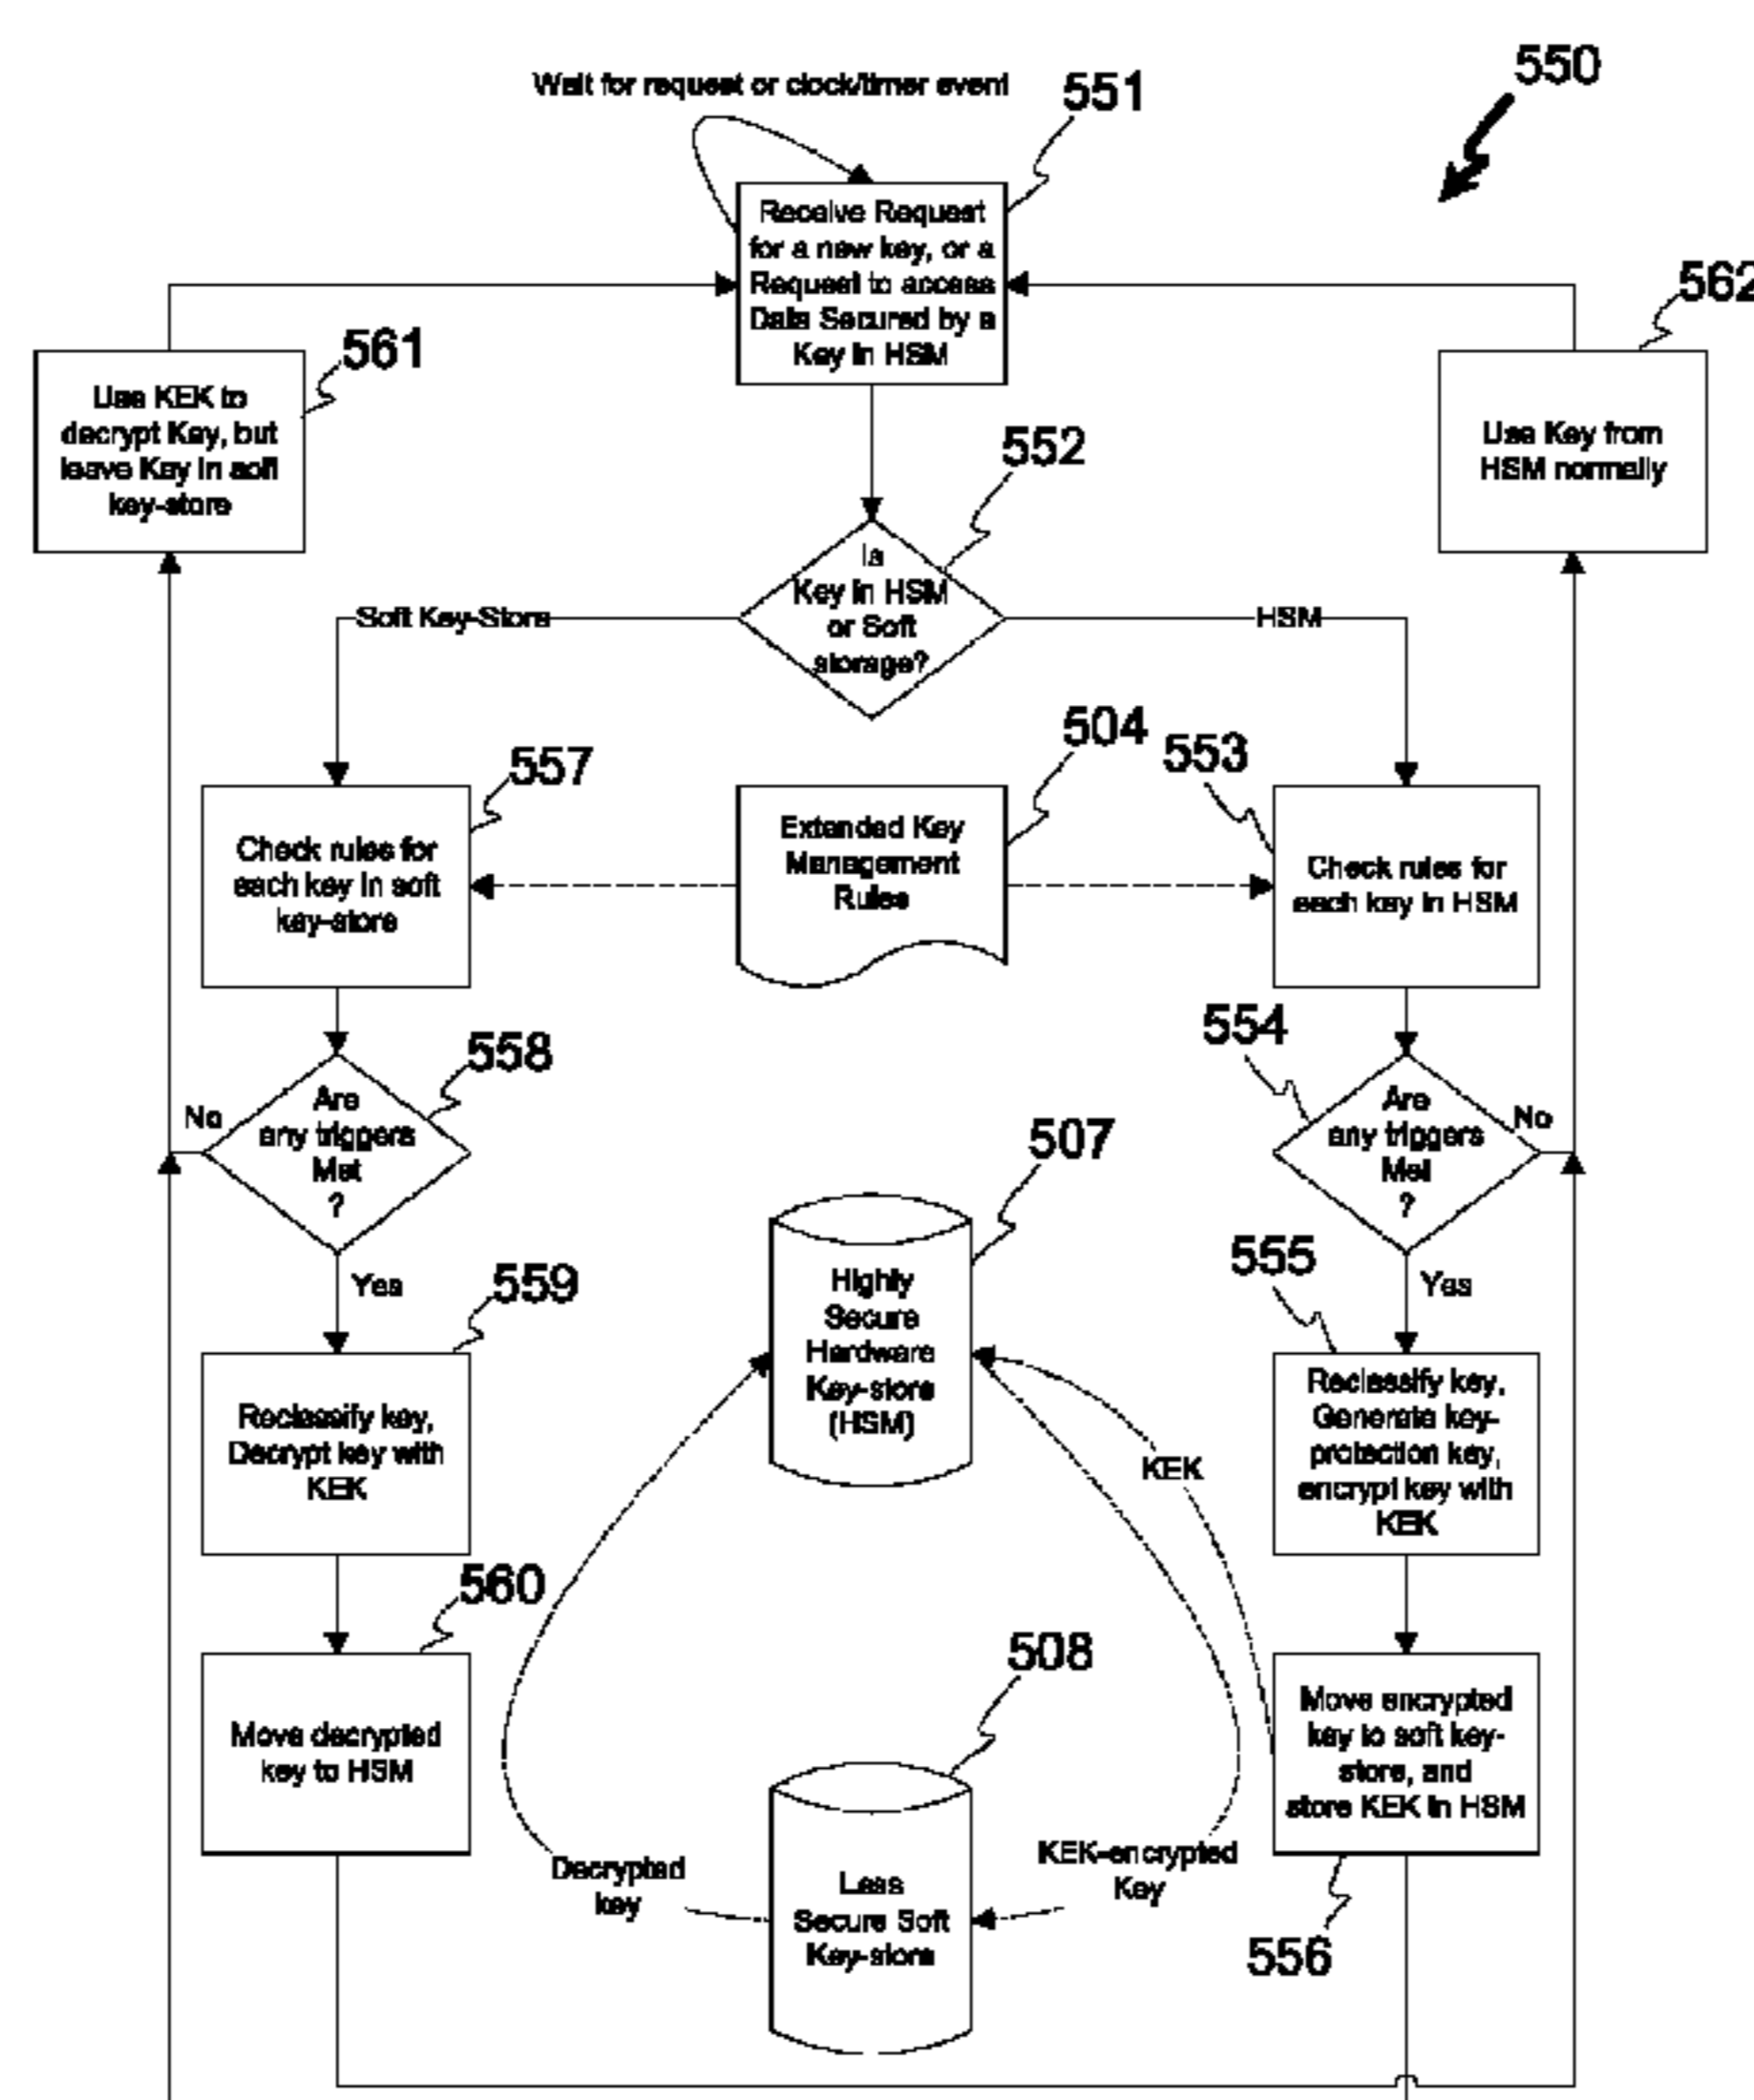 550
Wait for request or clock/timer event
551
Receive Request
for a new key, or a
Request to access
Data Secured by a
Key in HSM
562
561
Use KEK to
decrypt Key, but
leave Key in soft
key-store
Use Key from
HSM normally
552
Is
Key in HSM
or Soft
storage?
Soft Key-Store
HSM
504
553
557
Check rules for
each key in soft
key-store
Extended Key
Management
Rules
Check rules for
each key in HSM
554
558
Are
any triggers
Met
?
No
Are
any triggers
Met
?
No
507
Yes
559
555
Yes
Highly
Secure
Hardware
Key-store
(HSM)
Reclassify key,
Decrypt key with
KEK
Reclassify key,
Generate key-
protection key,
encrypt key with
KEK
KEK
560
508
Move decrypted
key to HSM
Move encrypted
key to soft key-
store, and
store KEK in HSM
Decrypted
key
KEK-encrypted
Key
Less
Secure Soft
Key-store
556